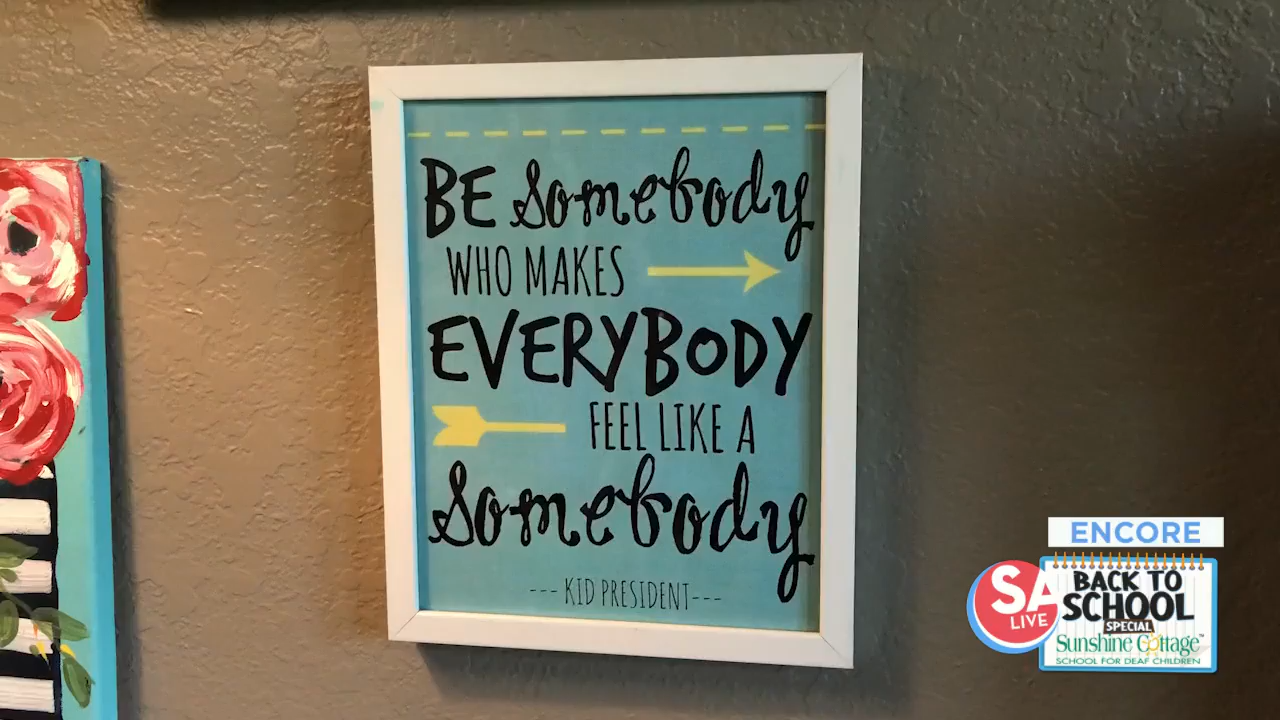 BE somebody
WHO MAKES
EVERYBODY
FEEL LIKE A
somebody
--- KID PRESIDENT---
ENCORE
SA
LIVE
BACK TO
SCHOOL
SPECIAL
Sunshine Cottage™
SCHOOL FOR DEAF CHILDREN